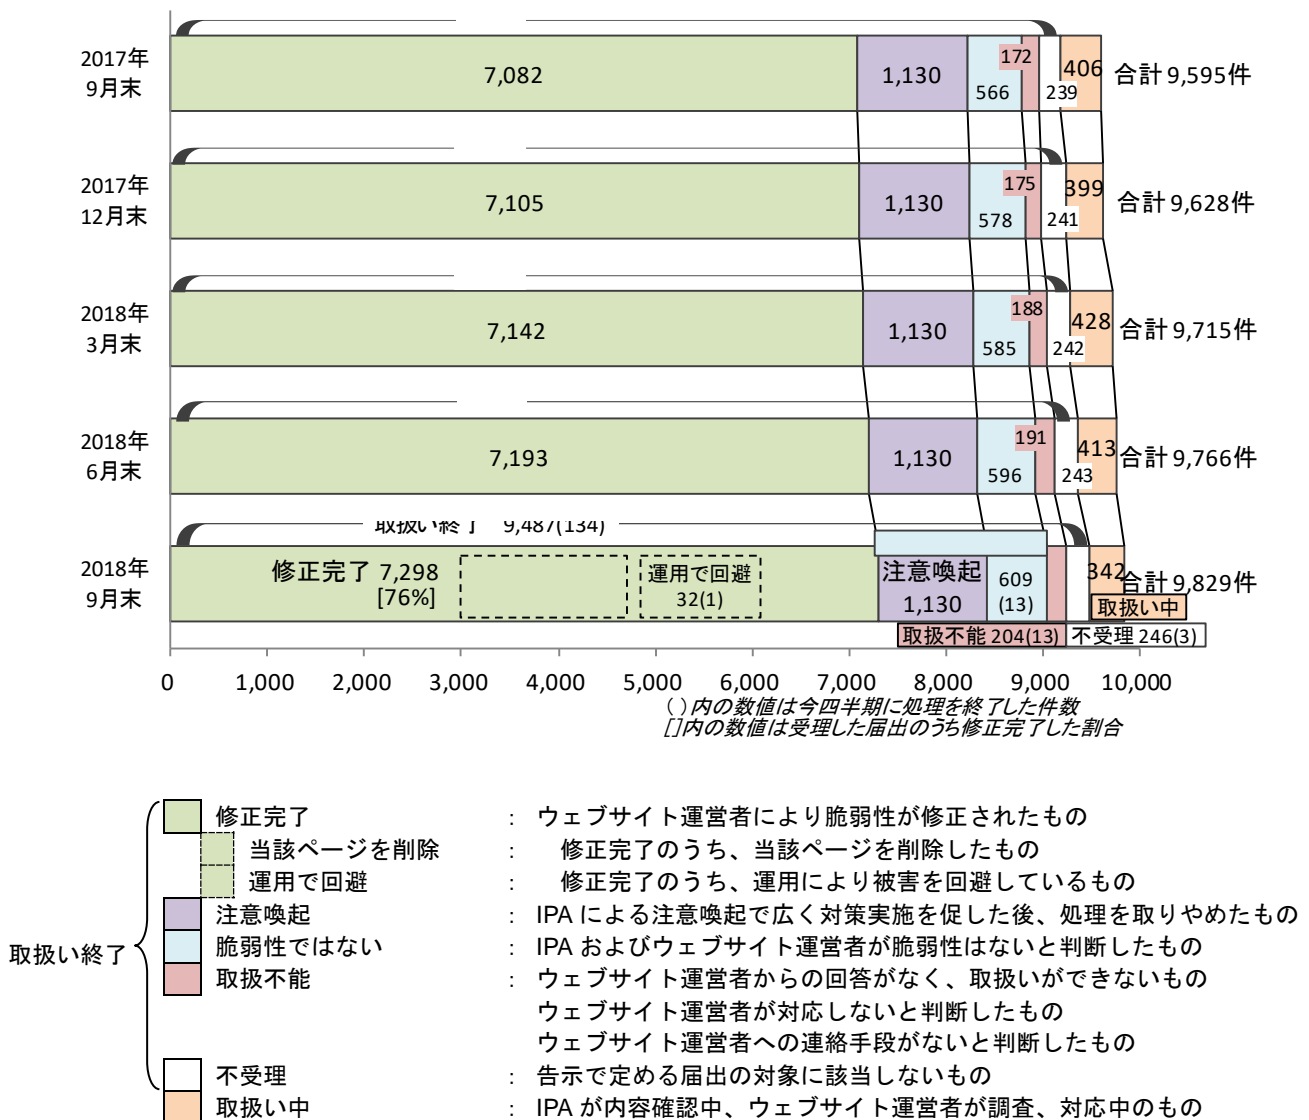 2017年
9月末
7,082
1,130
566
172
239
406
合計 9,595件
2017年
12月末
7,105
1,130
578
175
241
399
合計 9,628件
2018年
3月末
7,142
1,130
585
188
242
428
合計 9,715件
2018年
6月末
7,193
1,130
596
191
243
413
合計 9,766件
取扱い終了 9,487(134)
2018年
9月末
修正完了 7,298
[76%]
運用で回避
32(1)
注意喚起
1,130
609
(13)
342
合計 9,829件
取扱い中
取扱不能 204(13)
不受理 246(3)
0 1,000 2,000 3,000 4,000 5,000 6,000 7,000 8,000 9,000 10,000
( )内の数値は今四半期に処理を終了した件数
[]内の数値は受理した届出のうち修正完了した割合
取扱い終了
修正完了 : ウェブサイト運営者により脆弱性が修正されたもの
当該ページを削除 : 修正完了のうち、当該ページを削除したもの
運用で回避 : 修正完了のうち、運用により被害を回避しているもの
注意喚起 : IPA による注意喚起で広く対策実施を促した後、処理を取りやめたもの
脆弱性ではない : IPA およびウェブサイト運営者が脆弱性はないと判断したもの
取扱不能 : ウェブサイト運営者からの回答がなく、取扱いができないもの
ウェブサイト運営者が対応しないと判断したもの
ウェブサイト運営者への連絡手段がないと判断したもの
不受理 : 告示で定める届出の対象に該当しないもの
取扱い中 : IPA が内容確認中、ウェブサイト運営者が調査、対応中のもの